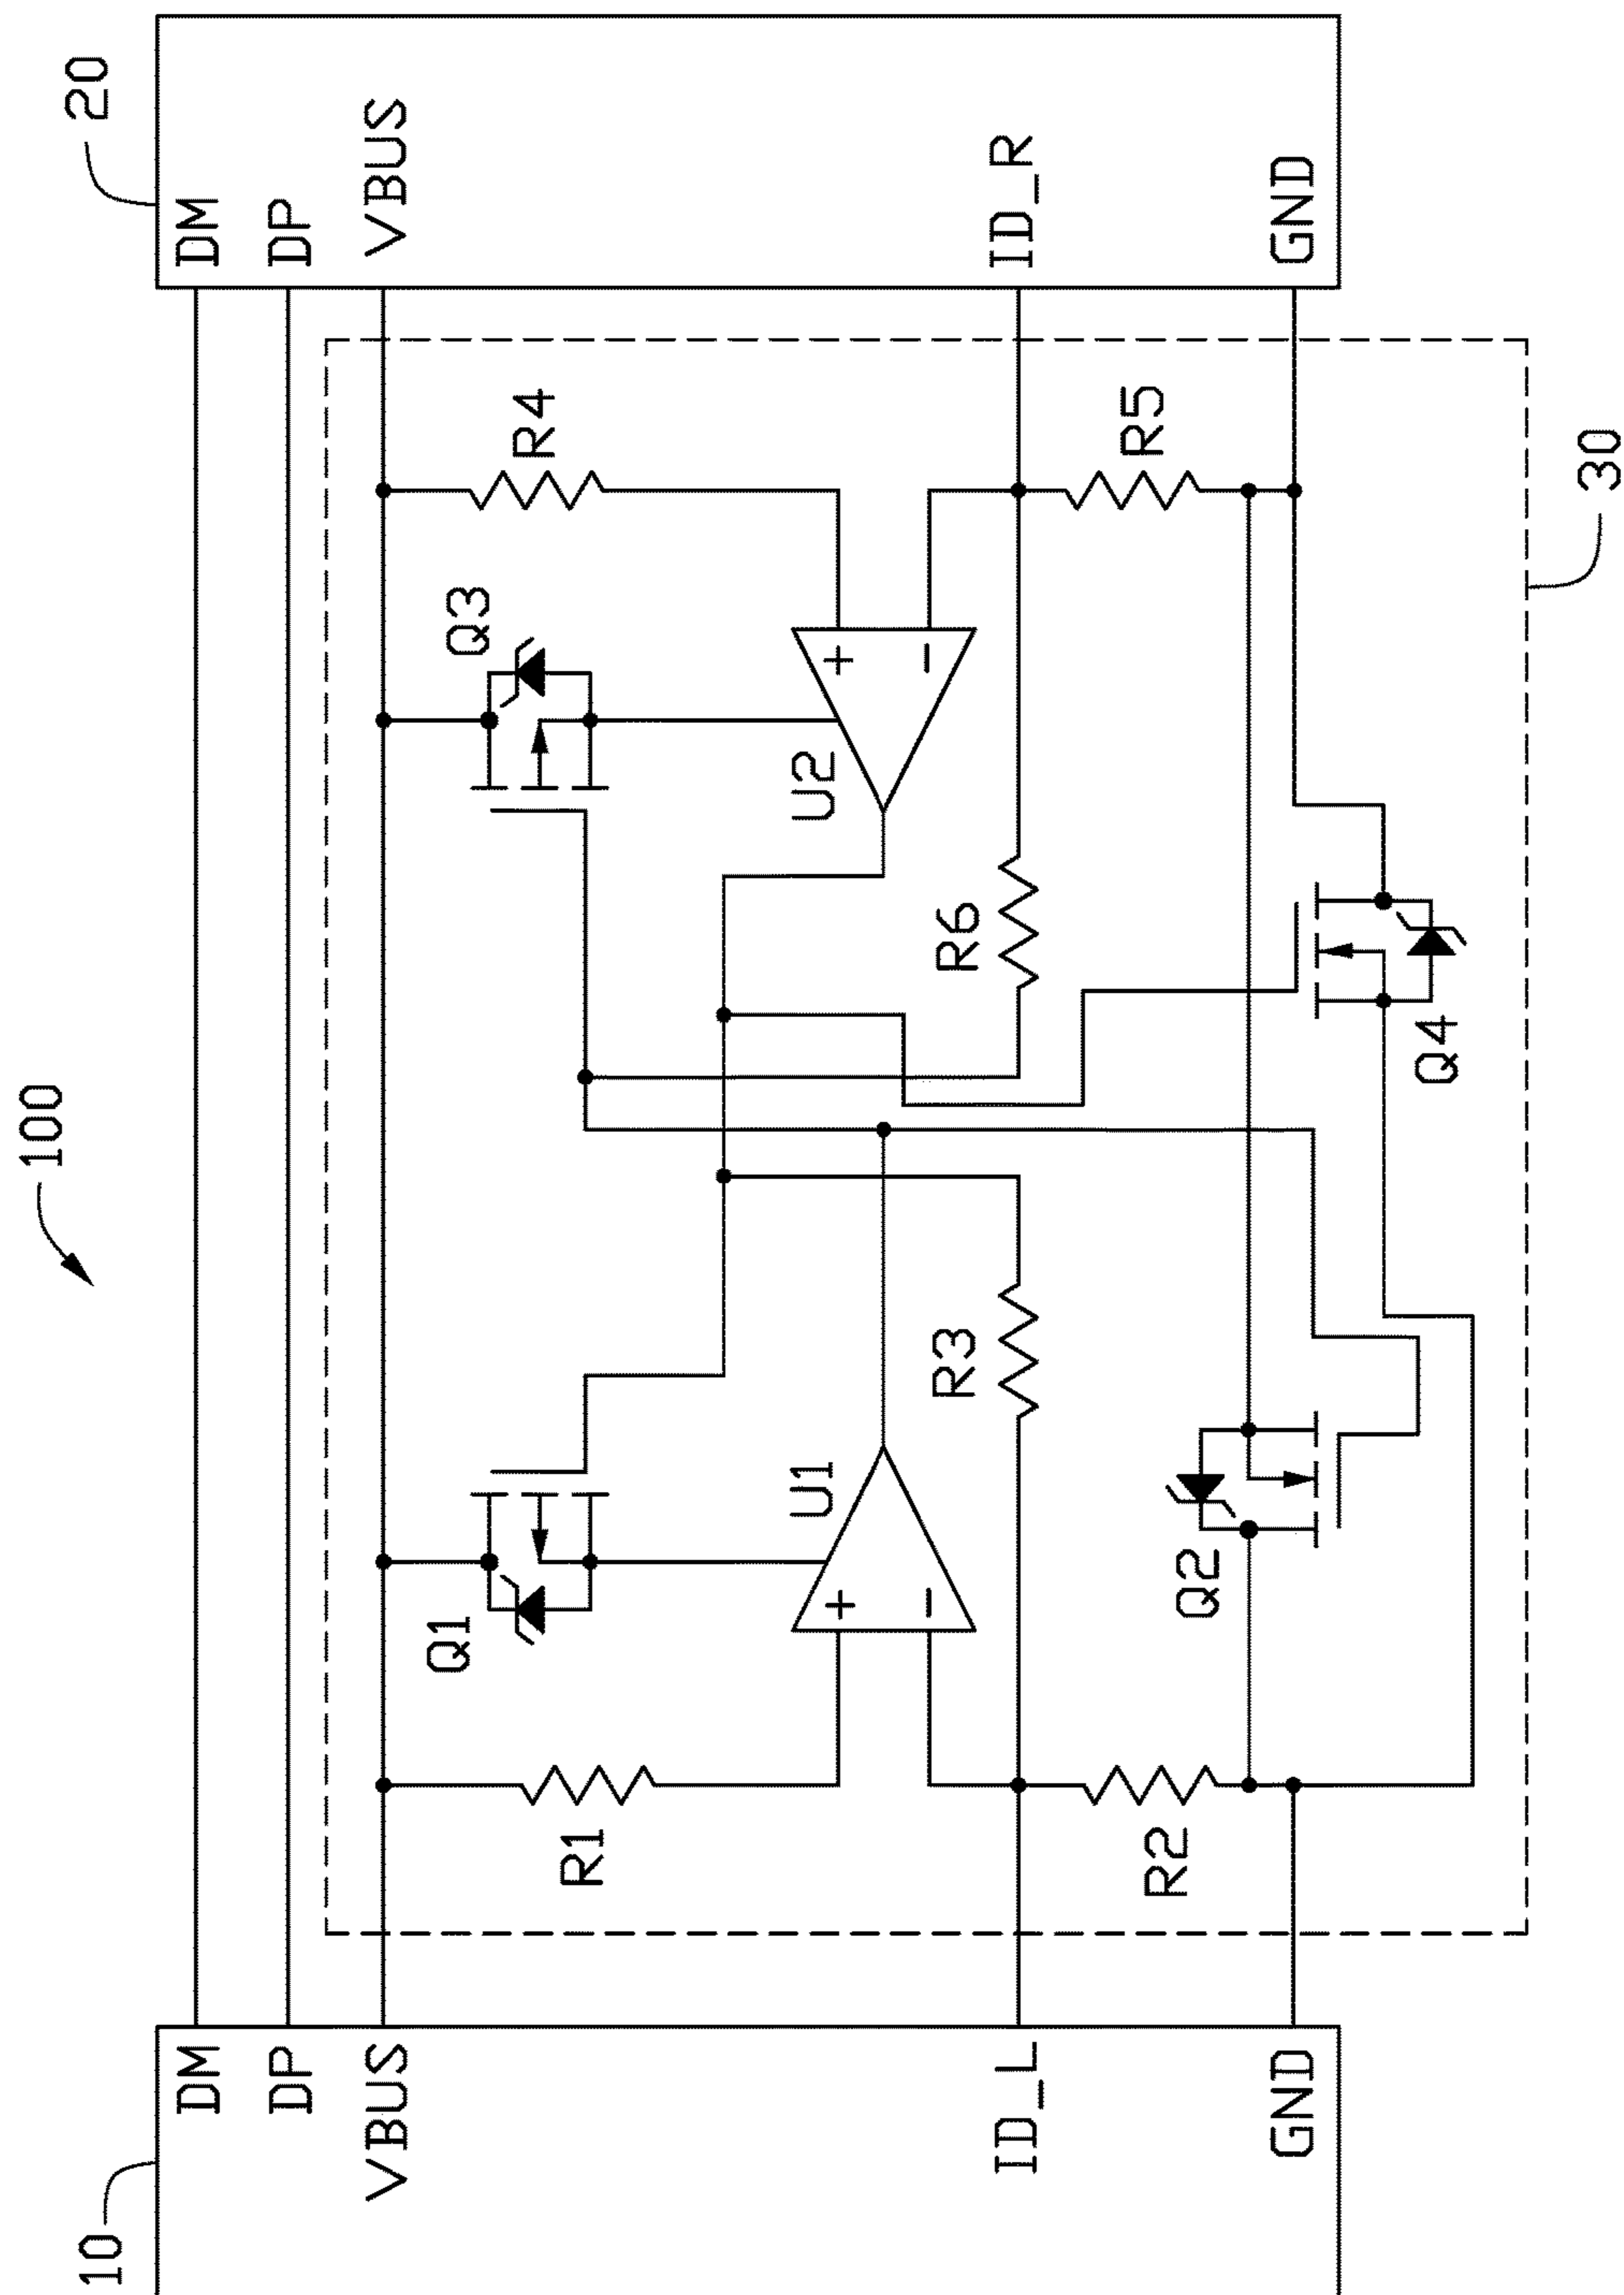 100
10
DM
DP
VBUS
ID_L
GND
20
DM
DP
VBUS
ID_R
GND
30
R1
Q1
U1
+
-
R2
R3
Q2
Q3
U2
+
-
R4
R5
R6
Q4